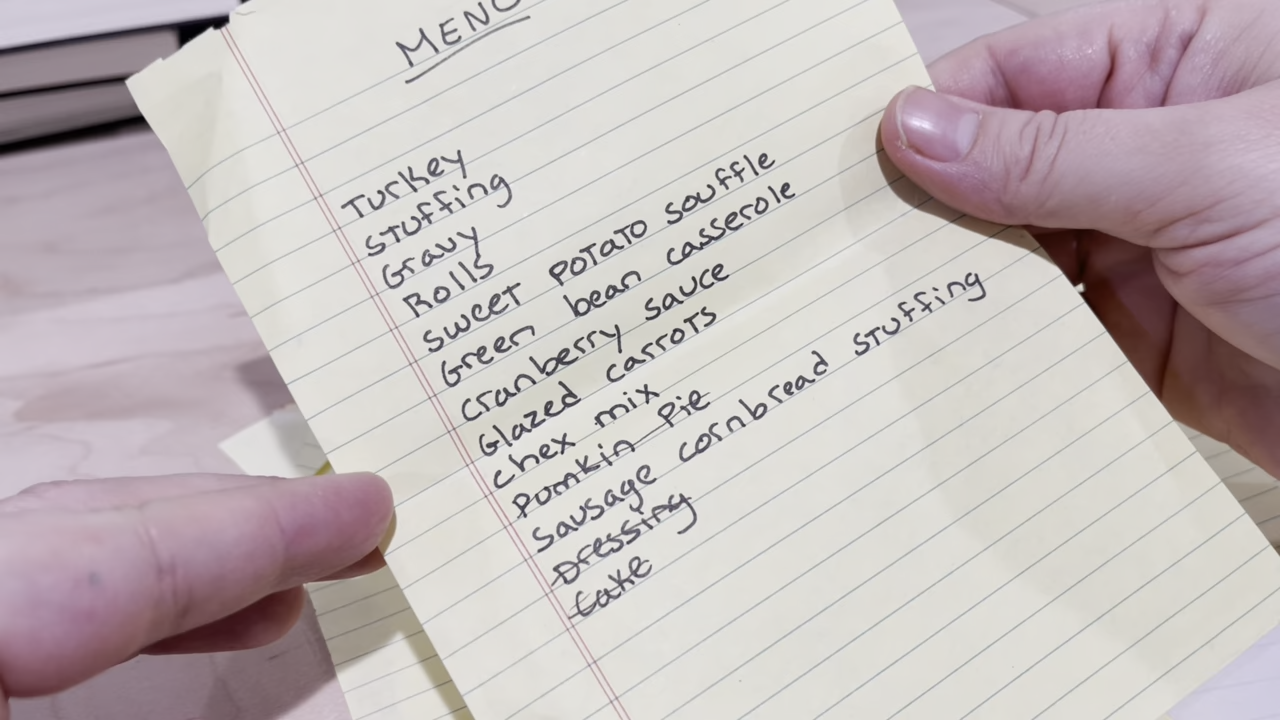 MENU
Turkey
Stuffing
Gravy
Rolls
Sweet potato souffle
Green bean casserole
Cranberry sauce
Glazed carrots
Chex mix
Pumkin Pie
Sausage cornbread stuffing
Dressing
Cake